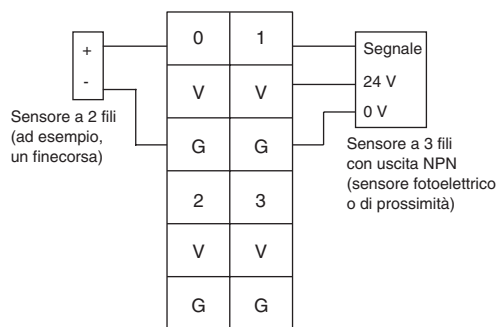 +
-
Sensore a 2 fili
(ad esempio,
un finecorsa)
0 1
V V
G G
2 3
V V
G G
Segnale
24 V
0 V
Sensore a 3 fili
con uscita NPN
(sensore fotoelettrico
o di prossimità)